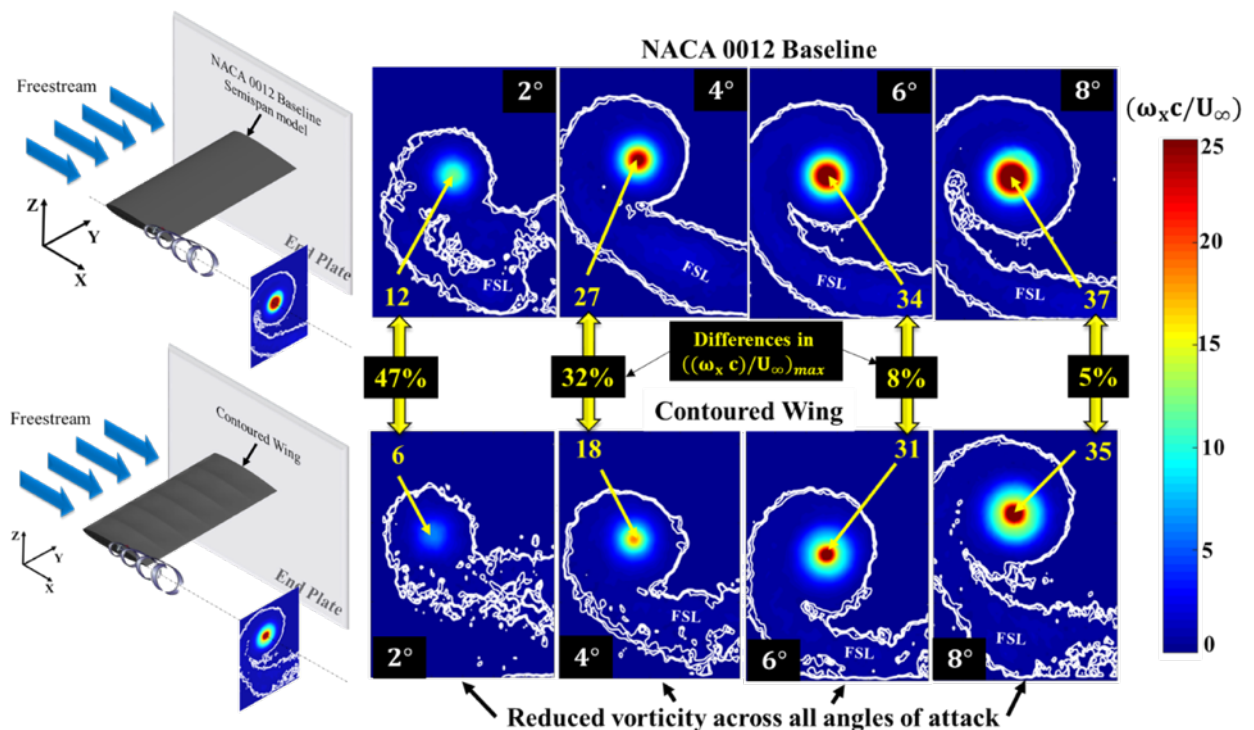 NACA 0012 Baseline
Freestream
NACA 0012 Baseline
Semispan model
Z
Y
X
End Plate
2°
4°
6°
8°
FSL
FSL
FSL
FSL
12
27
34
37
(ωₓc/U∞)
25
20
15
10
5
0
47%
32%
Differences in
((ωₓ c)/U∞)ₘₐₓ
8%
5%
Contoured Wing
Freestream
Contoured Wing
Z
Y
X
End Plate
6
18
31
35
FSL
FSL
FSL
2°
4°
6°
8°
Reduced vorticity across all angles of attack